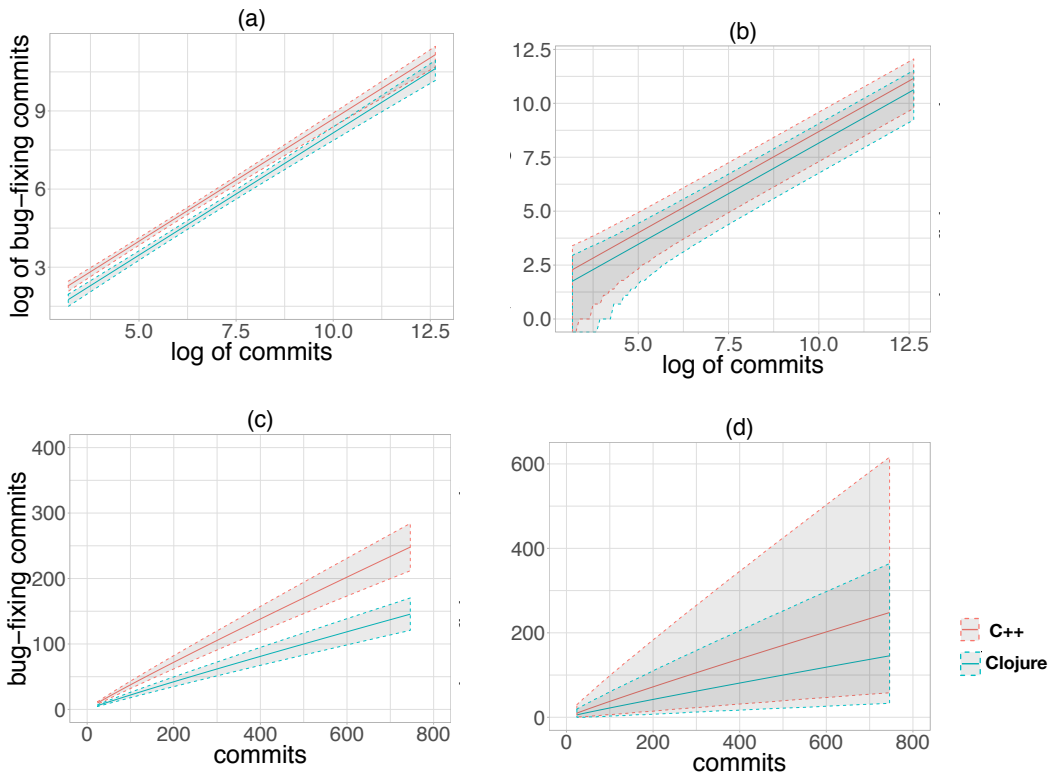 (a)
log of bug-fixing commits
9
6
3
5.0 7.5 10.0 12.5
log of commits
(b)
12.5
10.0
7.5
5.0
2.5
0.0
5.0 7.5 10.0 12.5
log of commits
(c)
bug-fixing commits
400
300
200
100
0
0 200 400 600 800
commits
(d)
600
400
200
0
0 200 400 600 800
commits
C++
Clojure